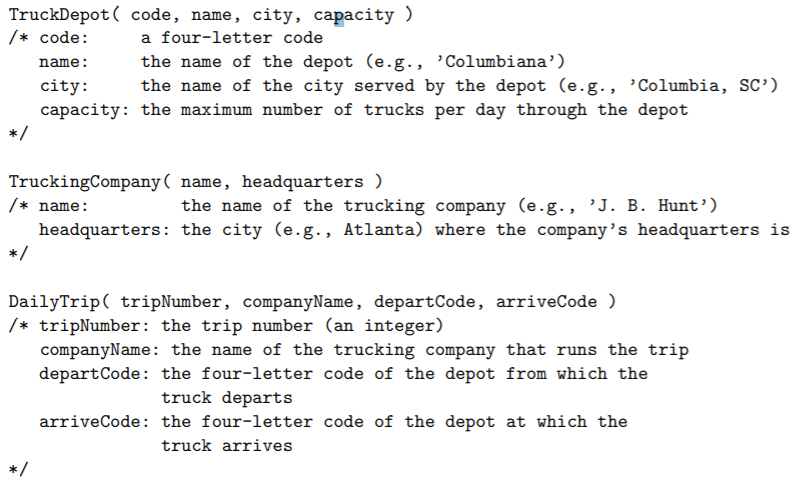 TruckDepot( code, name, city, capacity )
/* code:     a four-letter code
   name:     the name of the depot (e.g., ’Columbiana’)
   city:     the name of the city served by the depot (e.g., ’Columbia, SC’)
   capacity: the maximum number of trucks per day through the depot
*/

TruckingCompany( name, headquarters )
/* name:         the name of the trucking company (e.g., ’J. B. Hunt’)
   headquarters: the city (e.g., Atlanta) where the company’s headquarters is
*/

DailyTrip( tripNumber, companyName, departCode, arriveCode )
/* tripNumber: the trip number (an integer)
   companyName: the name of the trucking company that runs the trip
   departCode: the four-letter code of the depot from which the
               truck departs
   arriveCode: the four-letter code of the depot at which the
               truck arrives
*/